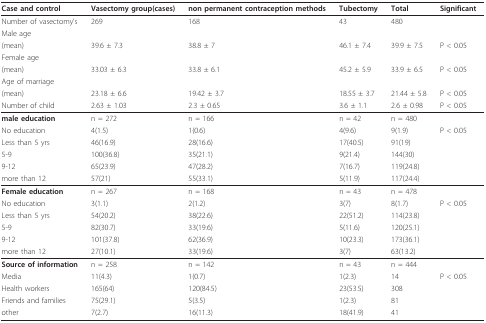 Case and control Vasectomy group(cases) non permanent contraception methods Tubectomy Total Significant
Number of vasectomy's 269 168 43 480
Male age
(mean) 39.6 ± 7.3 38.8 ± 7 46.1 ± 7.4 39.9 ± 7.5 P < 0.05
Female age
(mean) 33.03 ± 6.3 33.8 ± 6.1 45.2 ± 5.9 33.9 ± 6.5 P < 0.05
Age of marriage
(mean) 23.18 ± 6.6 19.42 ± 3.7 18.55 ± 3.7 21.44 ± 5.8 P < 0.05
Number of child 2.63 ± 1.03 2.3 ± 0.65 3.6 ± 1.1 2.6 ± 0.98 P < 0.05
male education n = 272 n = 166 n = 42 n = 480
No education 4(1.5) 1(0.6) 4(9.6) 9(1.9) P < 0.05
Less than 5 yrs 46(16.9) 28(16.6) 17(40.5) 91(19)
5-9 100(36.8) 35(21.1) 9(21.4) 144(30)
9-12 65(23.9) 47(28.2) 7(16.7) 119(24.8)
more than 12 57(21) 55(33.1) 5(11.9) 117(24.4)
Female education n = 267 n = 168 n = 43 n = 478
No education 3(1.1) 2(1.2) 3(7) 8(1.7) P < 0.05
Less than 5 yrs 54(20.2) 38(22.6) 22(51.2) 114(23.8)
5-9 82(30.7) 33(19.6) 5(11.6) 120(25.1)
9-12 101(37.8) 62(36.9) 10(23.3) 173(36.1)
more than 12 27(10.1) 33(19.6) 3(7) 63(13.2)
Source of information n = 258 n = 142 n = 43 n = 444
Media 11(4.3) 1(0.7) 1(2.3) 14 P < 0.05
Health workers 165(64) 120(84.5) 23(53.5) 308
Friends and families 75(29.1) 5(3.5) 1(2.3) 81
other 7(2.7) 16(11.3) 18(41.9) 41